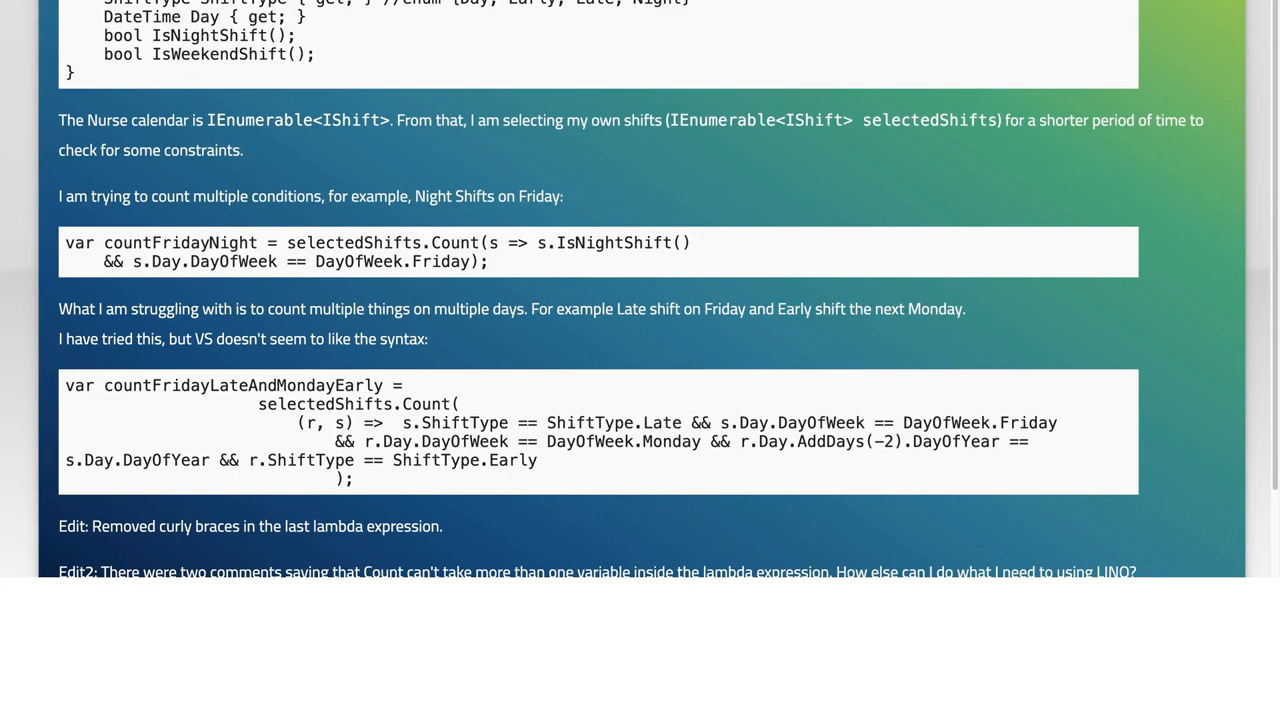 ShiftType ShiftType { get; } //enum {Day, Early, Late, Night}
DateTime Day { get; }
bool IsNightShift();
bool IsWeekendShift();
}
The Nurse calendar is IEnumerable<IShift>. From that, I am selecting my own shifts (IEnumerable<IShift> selectedShifts) for a shorter period of time to
check for some constraints.
I am trying to count multiple conditions, for example, Night Shifts on Friday:
var countFridayNight = selectedShifts.Count(s => s.IsNightShift()
&& s.Day.DayOfWeek == DayOfWeek.Friday);
What I am struggling with is to count multiple things on multiple days. For example Late shift on Friday and Early shift the next Monday.
I have tried this, but VS doesn't seem to like the syntax:
var countFridayLateAndMondayEarly =
selectedShifts.Count(
(r, s) =>  s.ShiftType == ShiftType.Late && s.Day.DayOfWeek == DayOfWeek.Friday
&& r.Day.DayOfWeek == DayOfWeek.Monday && r.Day.AddDays(-2).DayOfYear ==
s.Day.DayOfYear && r.ShiftType == ShiftType.Early
);
Edit: Removed curly braces in the last lambda expression.
Edit2: There were two comments saying that Count can't take more than one variable inside the lambda expression. How else can I do what I need to using LINQ?